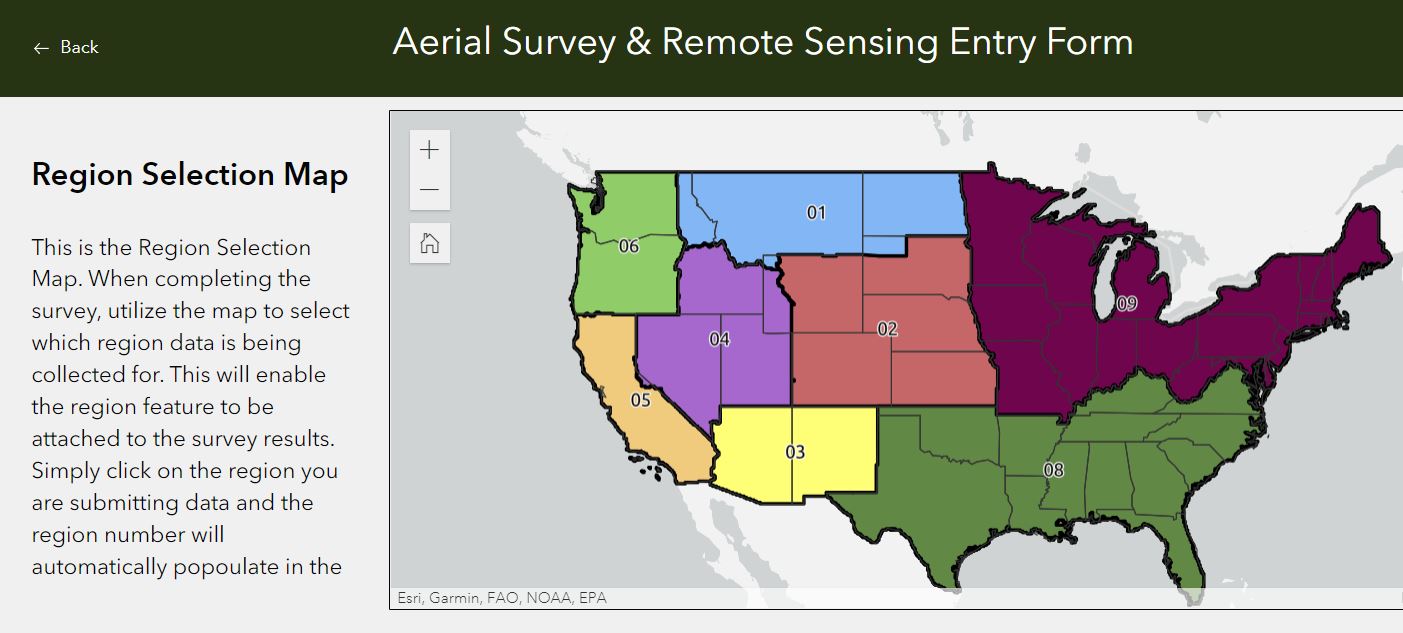 ← Back
Aerial Survey & Remote Sensing Entry Form
Region Selection Map
This is the Region Selection
Map. When completing the
survey, utilize the map to select
which region data is being
collected for. This will enable
the region feature to be
attached to the survey results.
Simply click on the region you
are submitting data and the
region number will
automatically popoulate in the
+
−
01
06
09
02
04
05
03
08
Esri, Garmin, FAO, NOAA, EPA